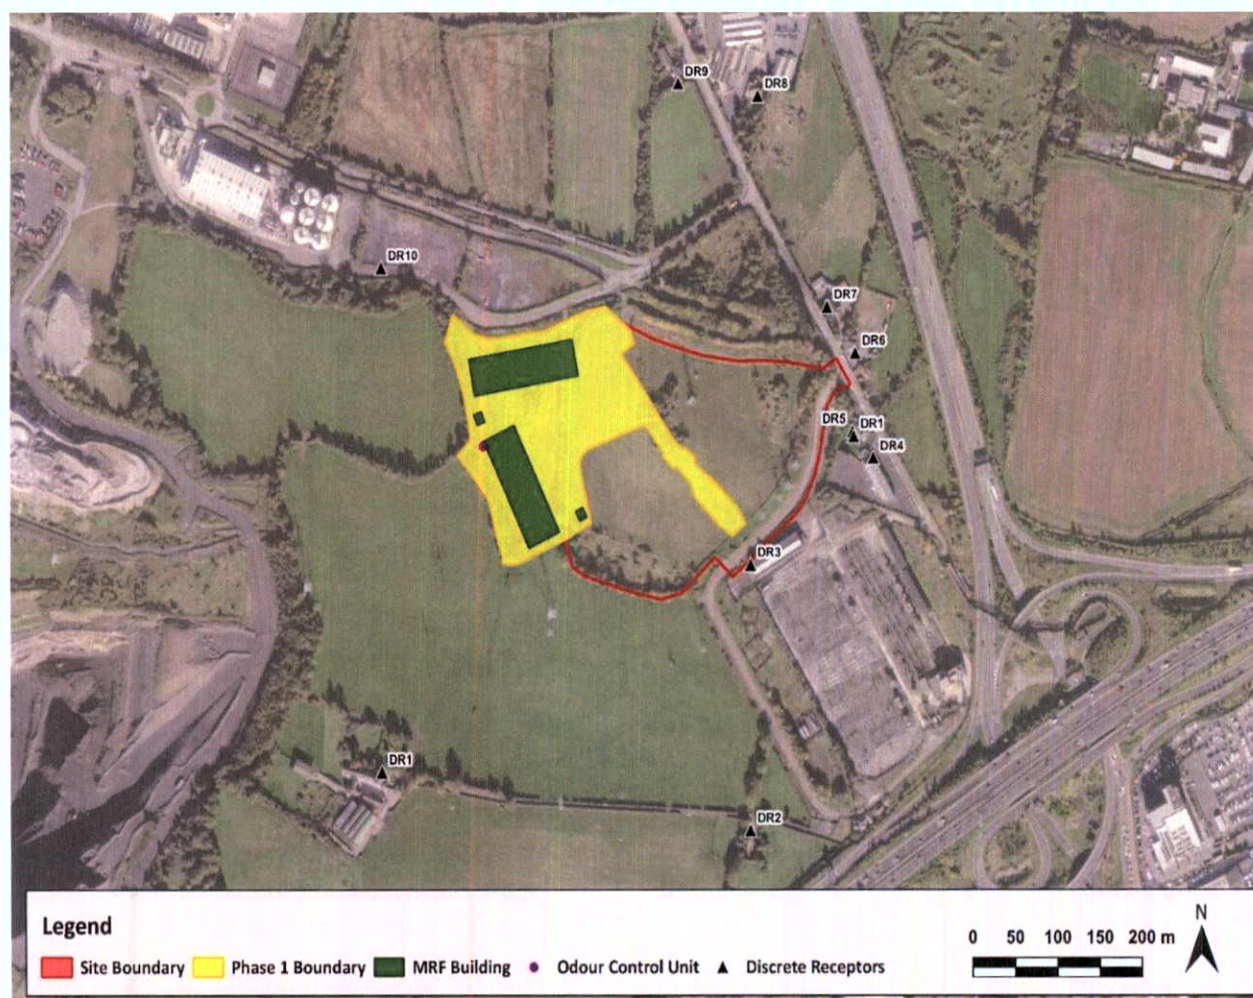 DR9
DR8
DR10
DR7
DR6
DR5
DR1
DR4
DR3
DR1
DR2
Legend
Site Boundary
Phase 1 Boundary
MRF Building
Odour Control Unit
Discrete Receptors
0 50 100 150 200 m
N